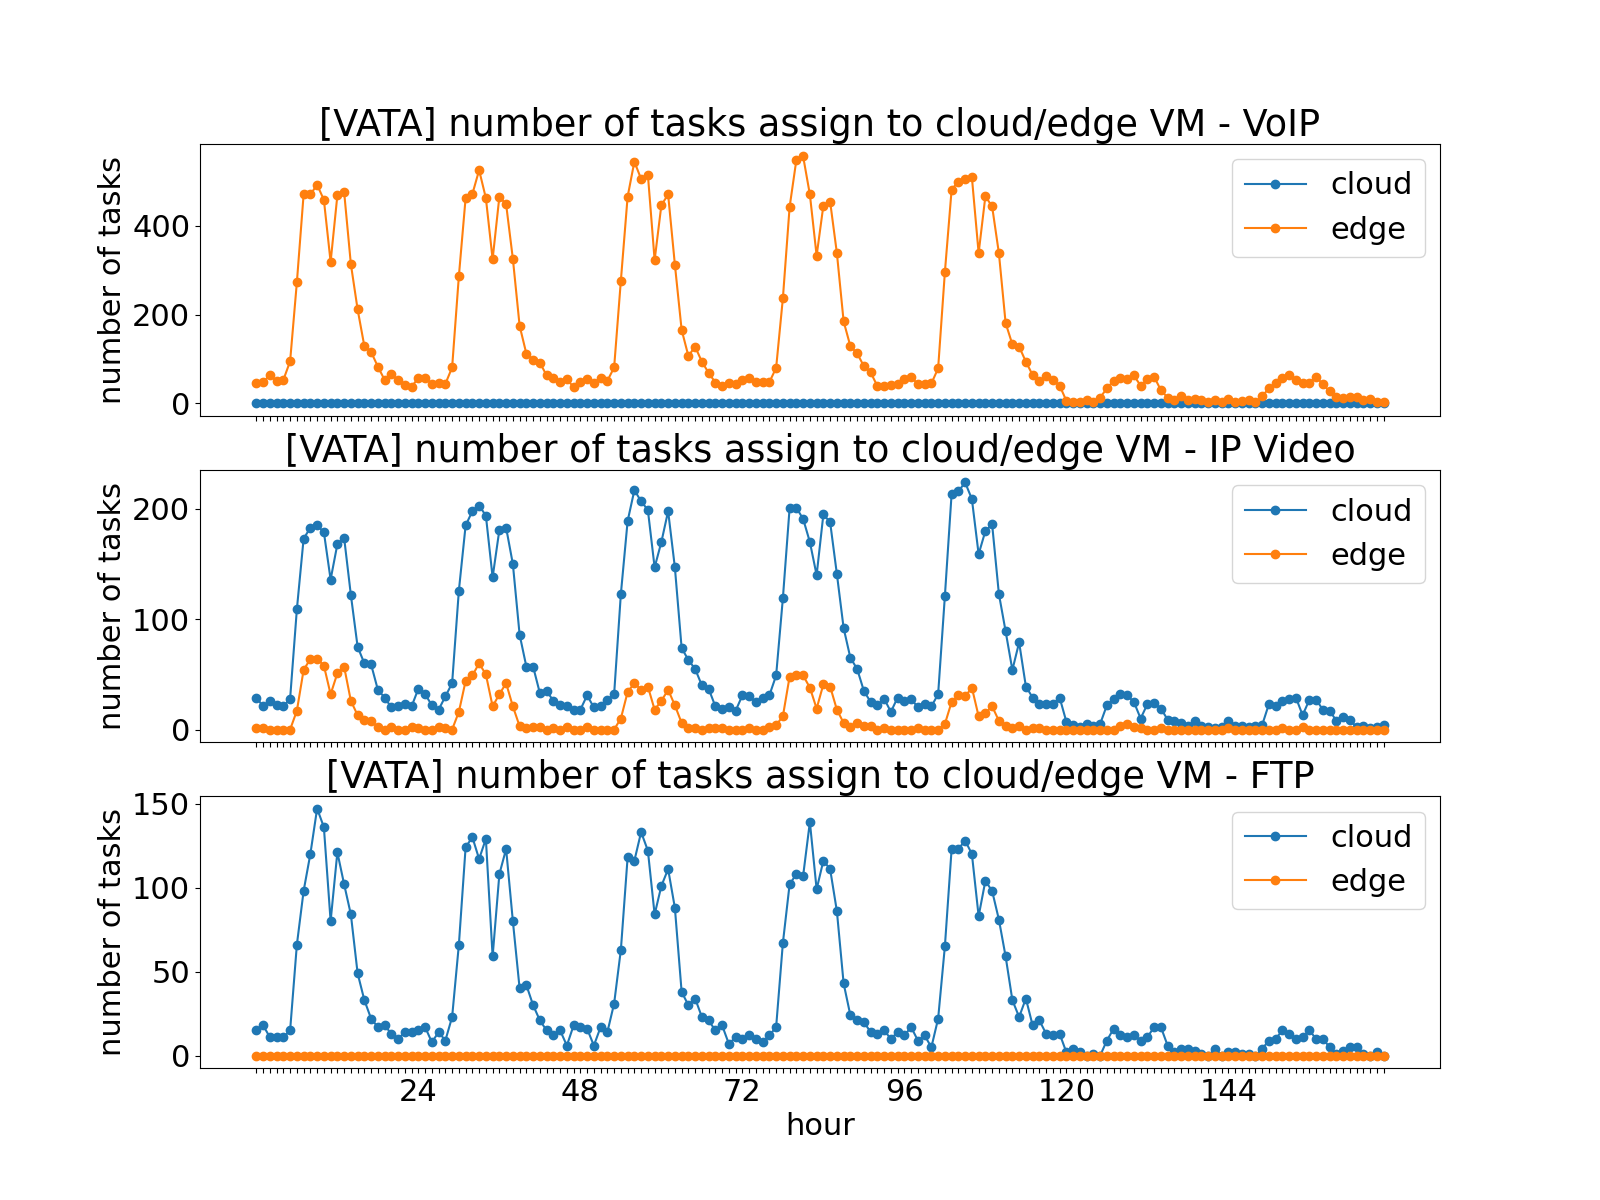 [VATA] number of tasks assign to cloud/edge VM - VoIP
number of tasks
400
200
0
cloud
edge
[VATA] number of tasks assign to cloud/edge VM - IP Video
number of tasks
200
100
0
cloud
edge
[VATA] number of tasks assign to cloud/edge VM - FTP
number of tasks
150
100
50
0
cloud
edge
24 48 72 96 120 144
hour